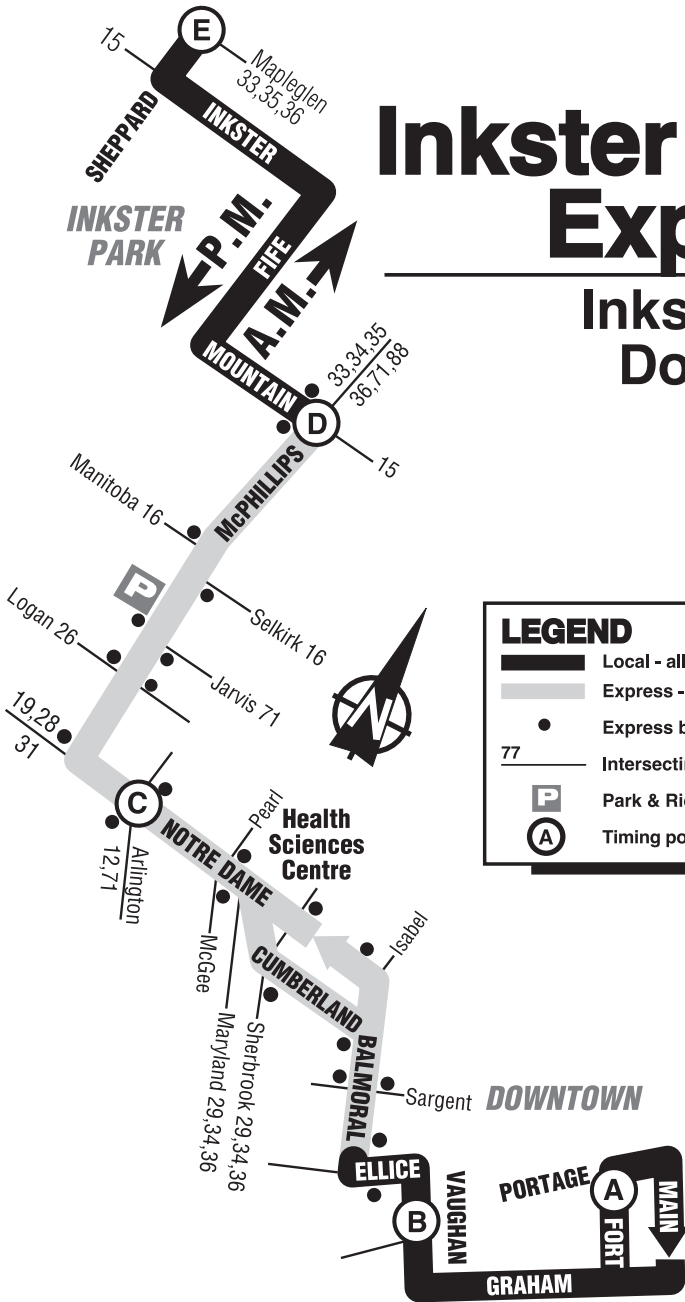 E
15
Mapleglen
33,35,36
SHEPPARD
INKSTER
Inkster
Exp
Inks
Do
INKSTER
PARK
P.M.
FIFE
A.M.
MOUNTAIN
33,34,35
36,71,88
D
15
McPHILLIPS
Manitoba 16
P
Selkirk 16
Logan 26
Jarvis 71
19,28
31
N
LEGEND
Local - all
Express -
Express b
77
Intersectin
P
Park & Rid
A
Timing po
C
Arlington
12,71
NOTRE DAME
Pearl
Health
Sciences
Centre
McGee
Maryland 29,34,36
Sherbrook 29,34,36
CUMBERLAND
Isabel
BALMORAL
Sargent
DOWNTOWN
ELLICE
VAUGHAN
B
PORTAGE
A
MAIN
FORT
GRAHAM